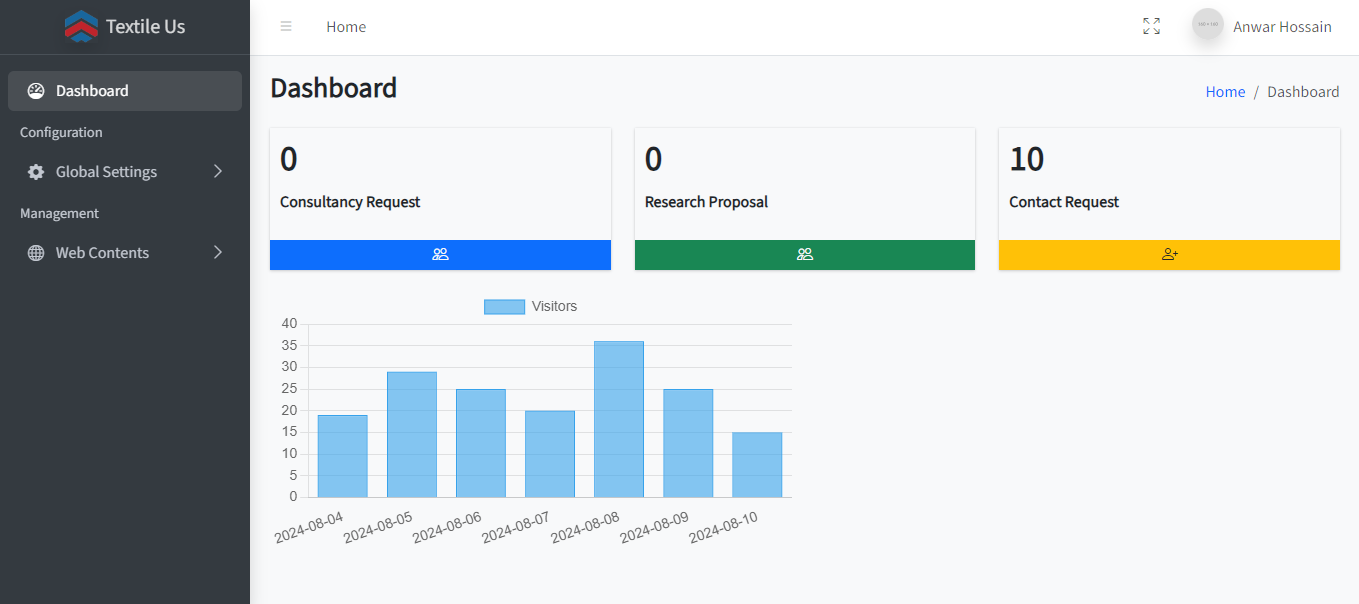 Textile Us
Home
Anwar Hossain
Dashboard
Configuration
Global Settings
Management
Web Contents
Dashboard
Home / Dashboard
0
Consultancy Request
0
Research Proposal
10
Contact Request
Visitors
40
35
30
25
20
15
10
5
0
2024-08-04
2024-08-05
2024-08-06
2024-08-07
2024-08-08
2024-08-09
2024-08-10